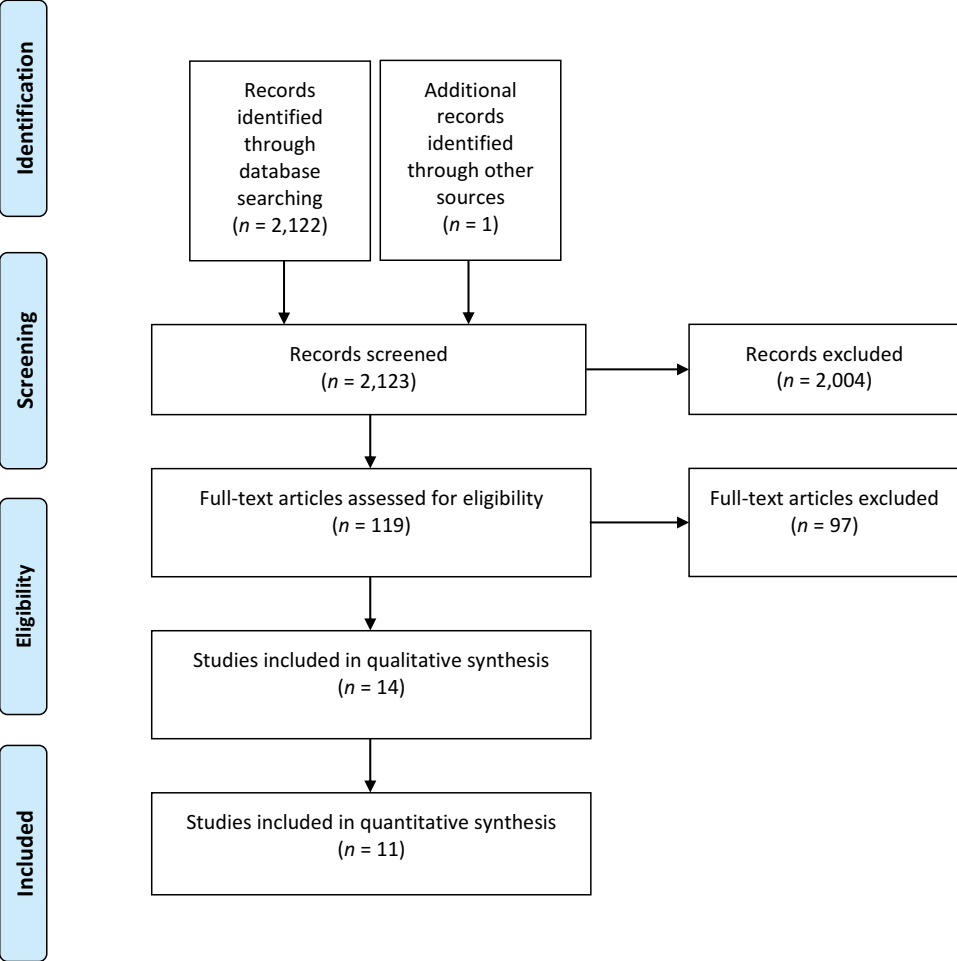 Identification
Records
identified
through
database
searching
(n = 2,122)
Additional
records
identified
through other
sources
(n = 1)
Screening
Records screened
(n = 2,123)
Records excluded
(n = 2,004)
Full-text articles assessed for eligibility
(n = 119)
Full-text articles excluded
(n = 97)
Eligibility
Studies included in qualitative synthesis
(n = 14)
Included
Studies included in quantitative synthesis
(n = 11)